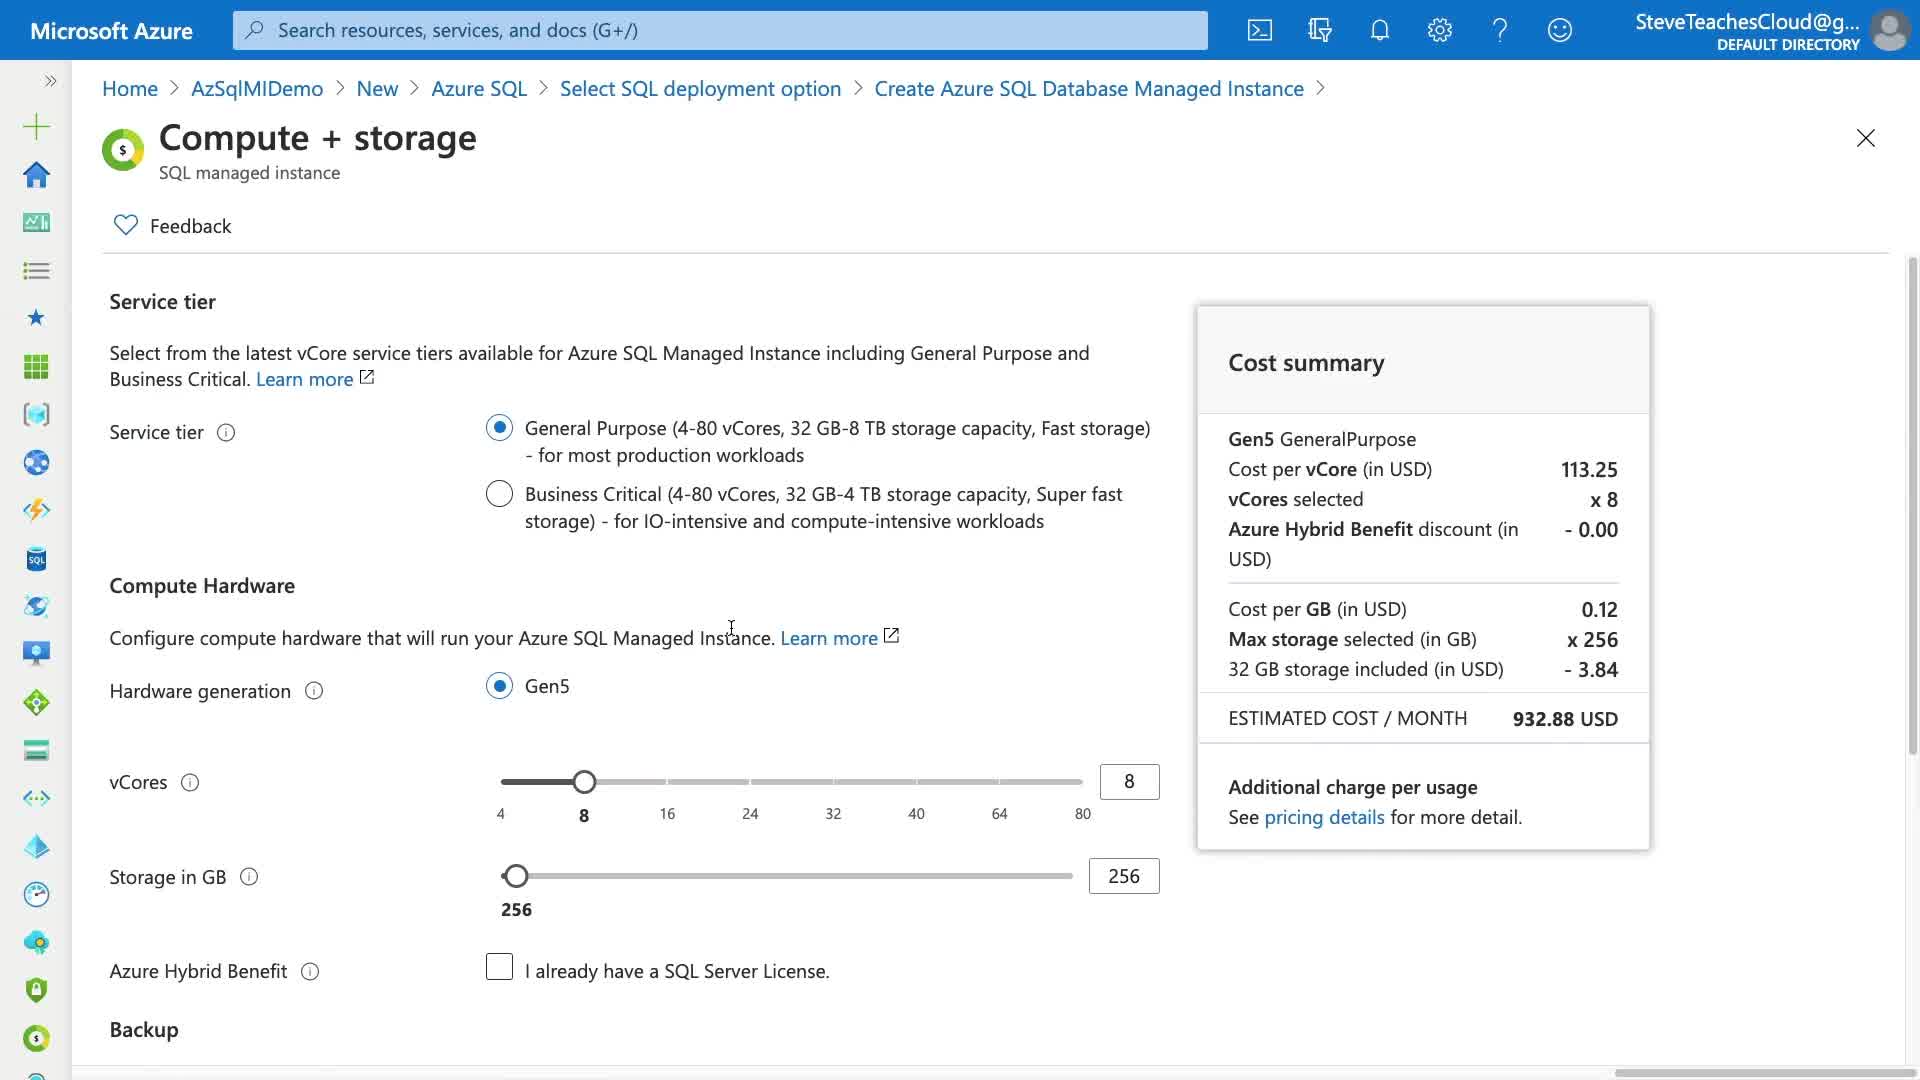 Microsoft Azure
Search resources, services, and docs (G+/)
SteveTeachesCloud@g...
DEFAULT DIRECTORY
Home > AzSqlMIDemo > New > Azure SQL > Select SQL deployment option > Create Azure SQL Database Managed Instance >
Compute + storage
SQL managed instance
Feedback
Service tier
Select from the latest vCore service tiers available for Azure SQL Managed Instance including General Purpose and
Business Critical. Learn more
Service tier
General Purpose (4-80 vCores, 32 GB-8 TB storage capacity, Fast storage)
- for most production workloads
Business Critical (4-80 vCores, 32 GB-4 TB storage capacity, Super fast
storage) - for IO-intensive and compute-intensive workloads
Compute Hardware
Configure compute hardware that will run your Azure SQL Managed Instance. Learn more
Hardware generation
Gen5
vCores
8
4 8 16 24 32 40 64 80
Storage in GB
256
256
Azure Hybrid Benefit
I already have a SQL Server License.
Backup
Cost summary
Gen5 GeneralPurpose
Cost per vCore (in USD) 113.25
vCores selected x 8
Azure Hybrid Benefit discount (in - 0.00
USD)
Cost per GB (in USD) 0.12
Max storage selected (in GB) x 256
32 GB storage included (in USD) - 3.84
ESTIMATED COST / MONTH 932.88 USD
Additional charge per usage
See pricing details for more detail.
SQL